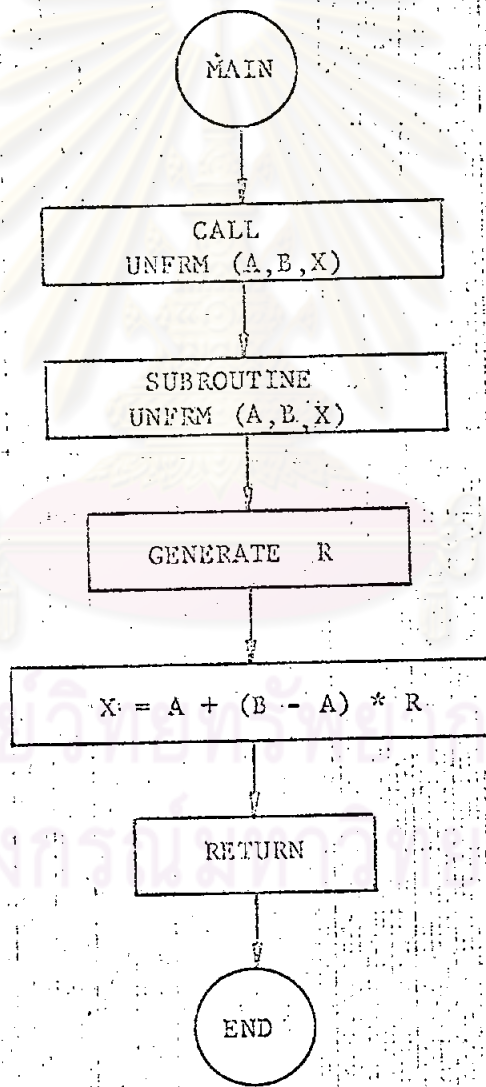 MAIN
CALL
UNFRM (A,B,X)
SUBROUTINE
UNFRM (A,B,X)
GENERATE R
X = A + (B - A) * R
RETURN
END